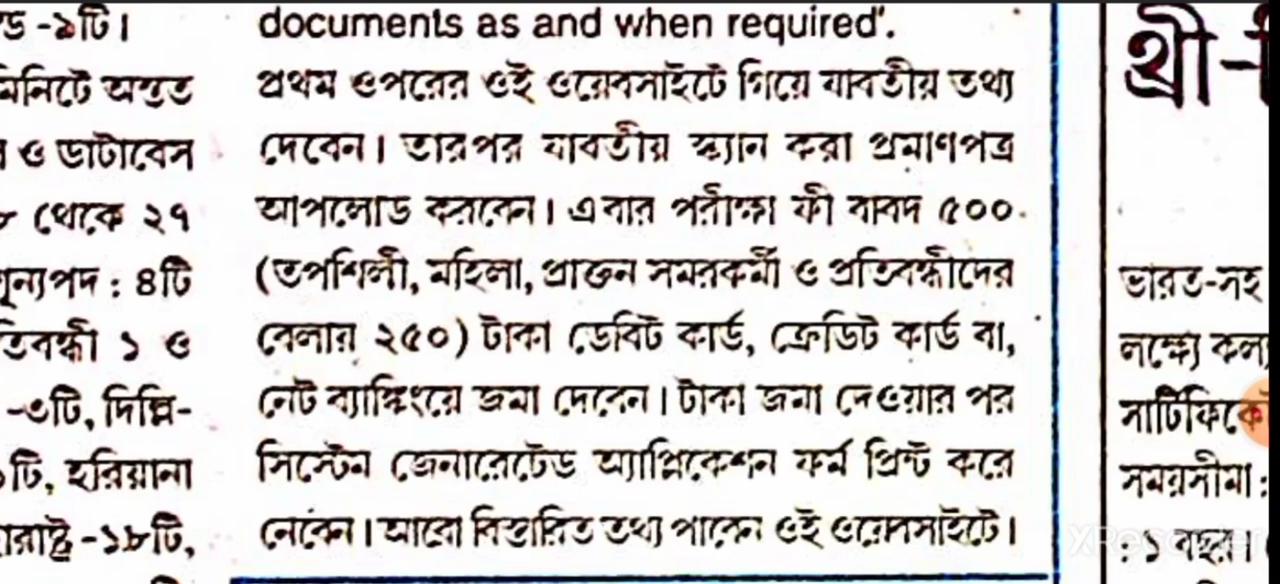 ড -৯টি।
মিনিটে অন্তত
ও ডাটাবেস
থেকে ২৭
শূন্যপদ : ৪টি
তিবন্ধী ১ ও
-৩টি, দিল্লি-
টি, হরিয়ানা
-১৮টি,
documents as and when required'.
প্রথম ওপরের ওই ওয়েবসাইটে গিয়ে যাবতীয় তথ্য
দেবেন। তারপর যাবতীয় স্ক্যান করা প্রমাণপত্র
আপলোড করবেন। এবার পরীক্ষা ফী বাবদ ৫০০
(তপশিলী, মহিলা, প্রাক্তন সমরকর্মী ও প্রতিবন্ধীদের
বেলায় ২৫০) টাকা ডেবিট কার্ড, ক্রেডিট কার্ড বা,
নেট ব্যাঙ্কিংয়ে জমা দেবেন। টাকা জমা দেওয়ার পর
সিস্টেম জেনারেটেড অ্যাপ্লিকেশন ফর্ম প্রিন্ট করে
নেবেন। আরো বিস্তারিত তথ্য পাবেন ওই ওয়েবসাইটে।
থ্রী-
ভারত-সহ
লক্ষ্যে
সার্টিফিকে
সময়সীমা :
: ১ বছর।
XRecorder